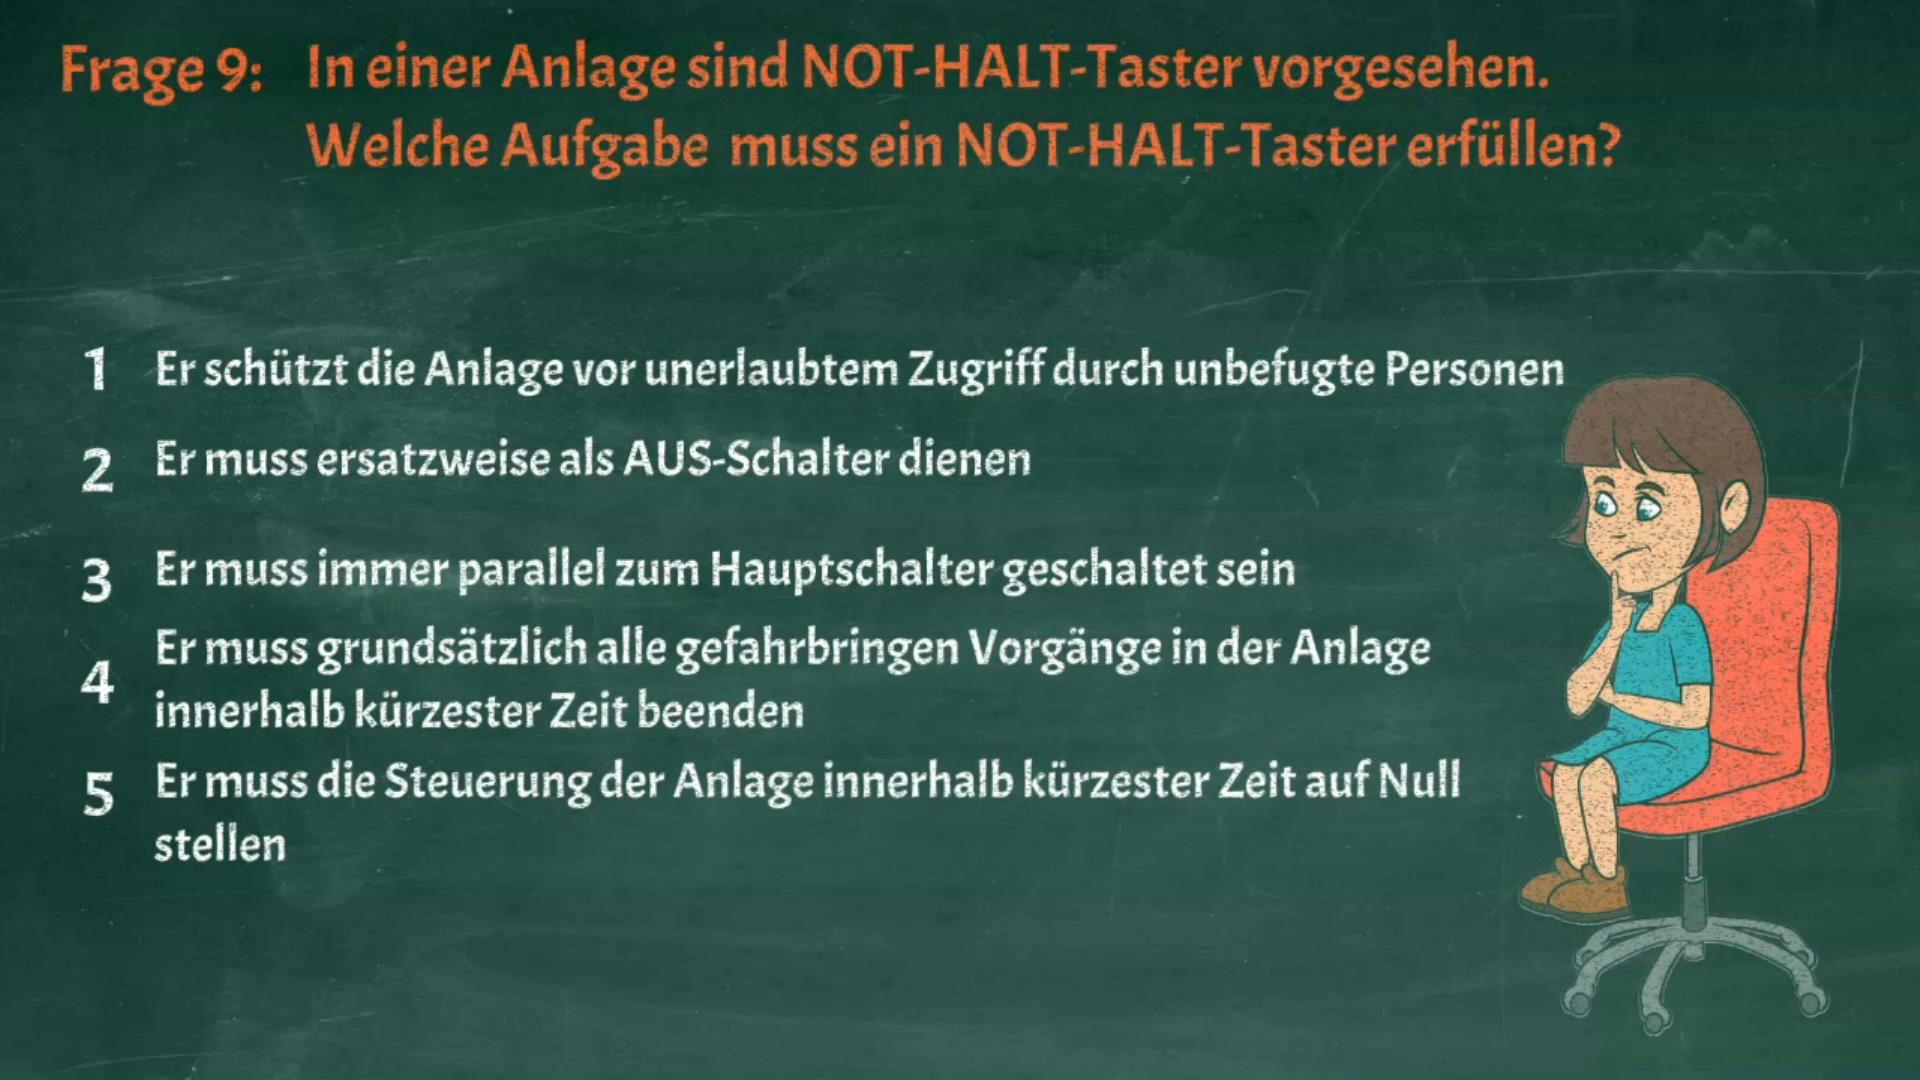 Frage 9: In einer Anlage sind NOT-HALT-Taster vorgesehen.
Welche Aufgabe muss ein NOT-HALT-Taster erfüllen?
1 Er schützt die Anlage vor unerlaubtem Zugriff durch unbefugte Personen
2 Er muss ersatzweise als AUS-Schalter dienen
3 Er muss immer parallel zum Hauptschalter geschaltet sein
4 Er muss grundsätzlich alle gefahrbringen Vorgänge in der Anlage
innerhalb kürzester Zeit beenden
5 Er muss die Steuerung der Anlage innerhalb kürzester Zeit auf Null
stellen